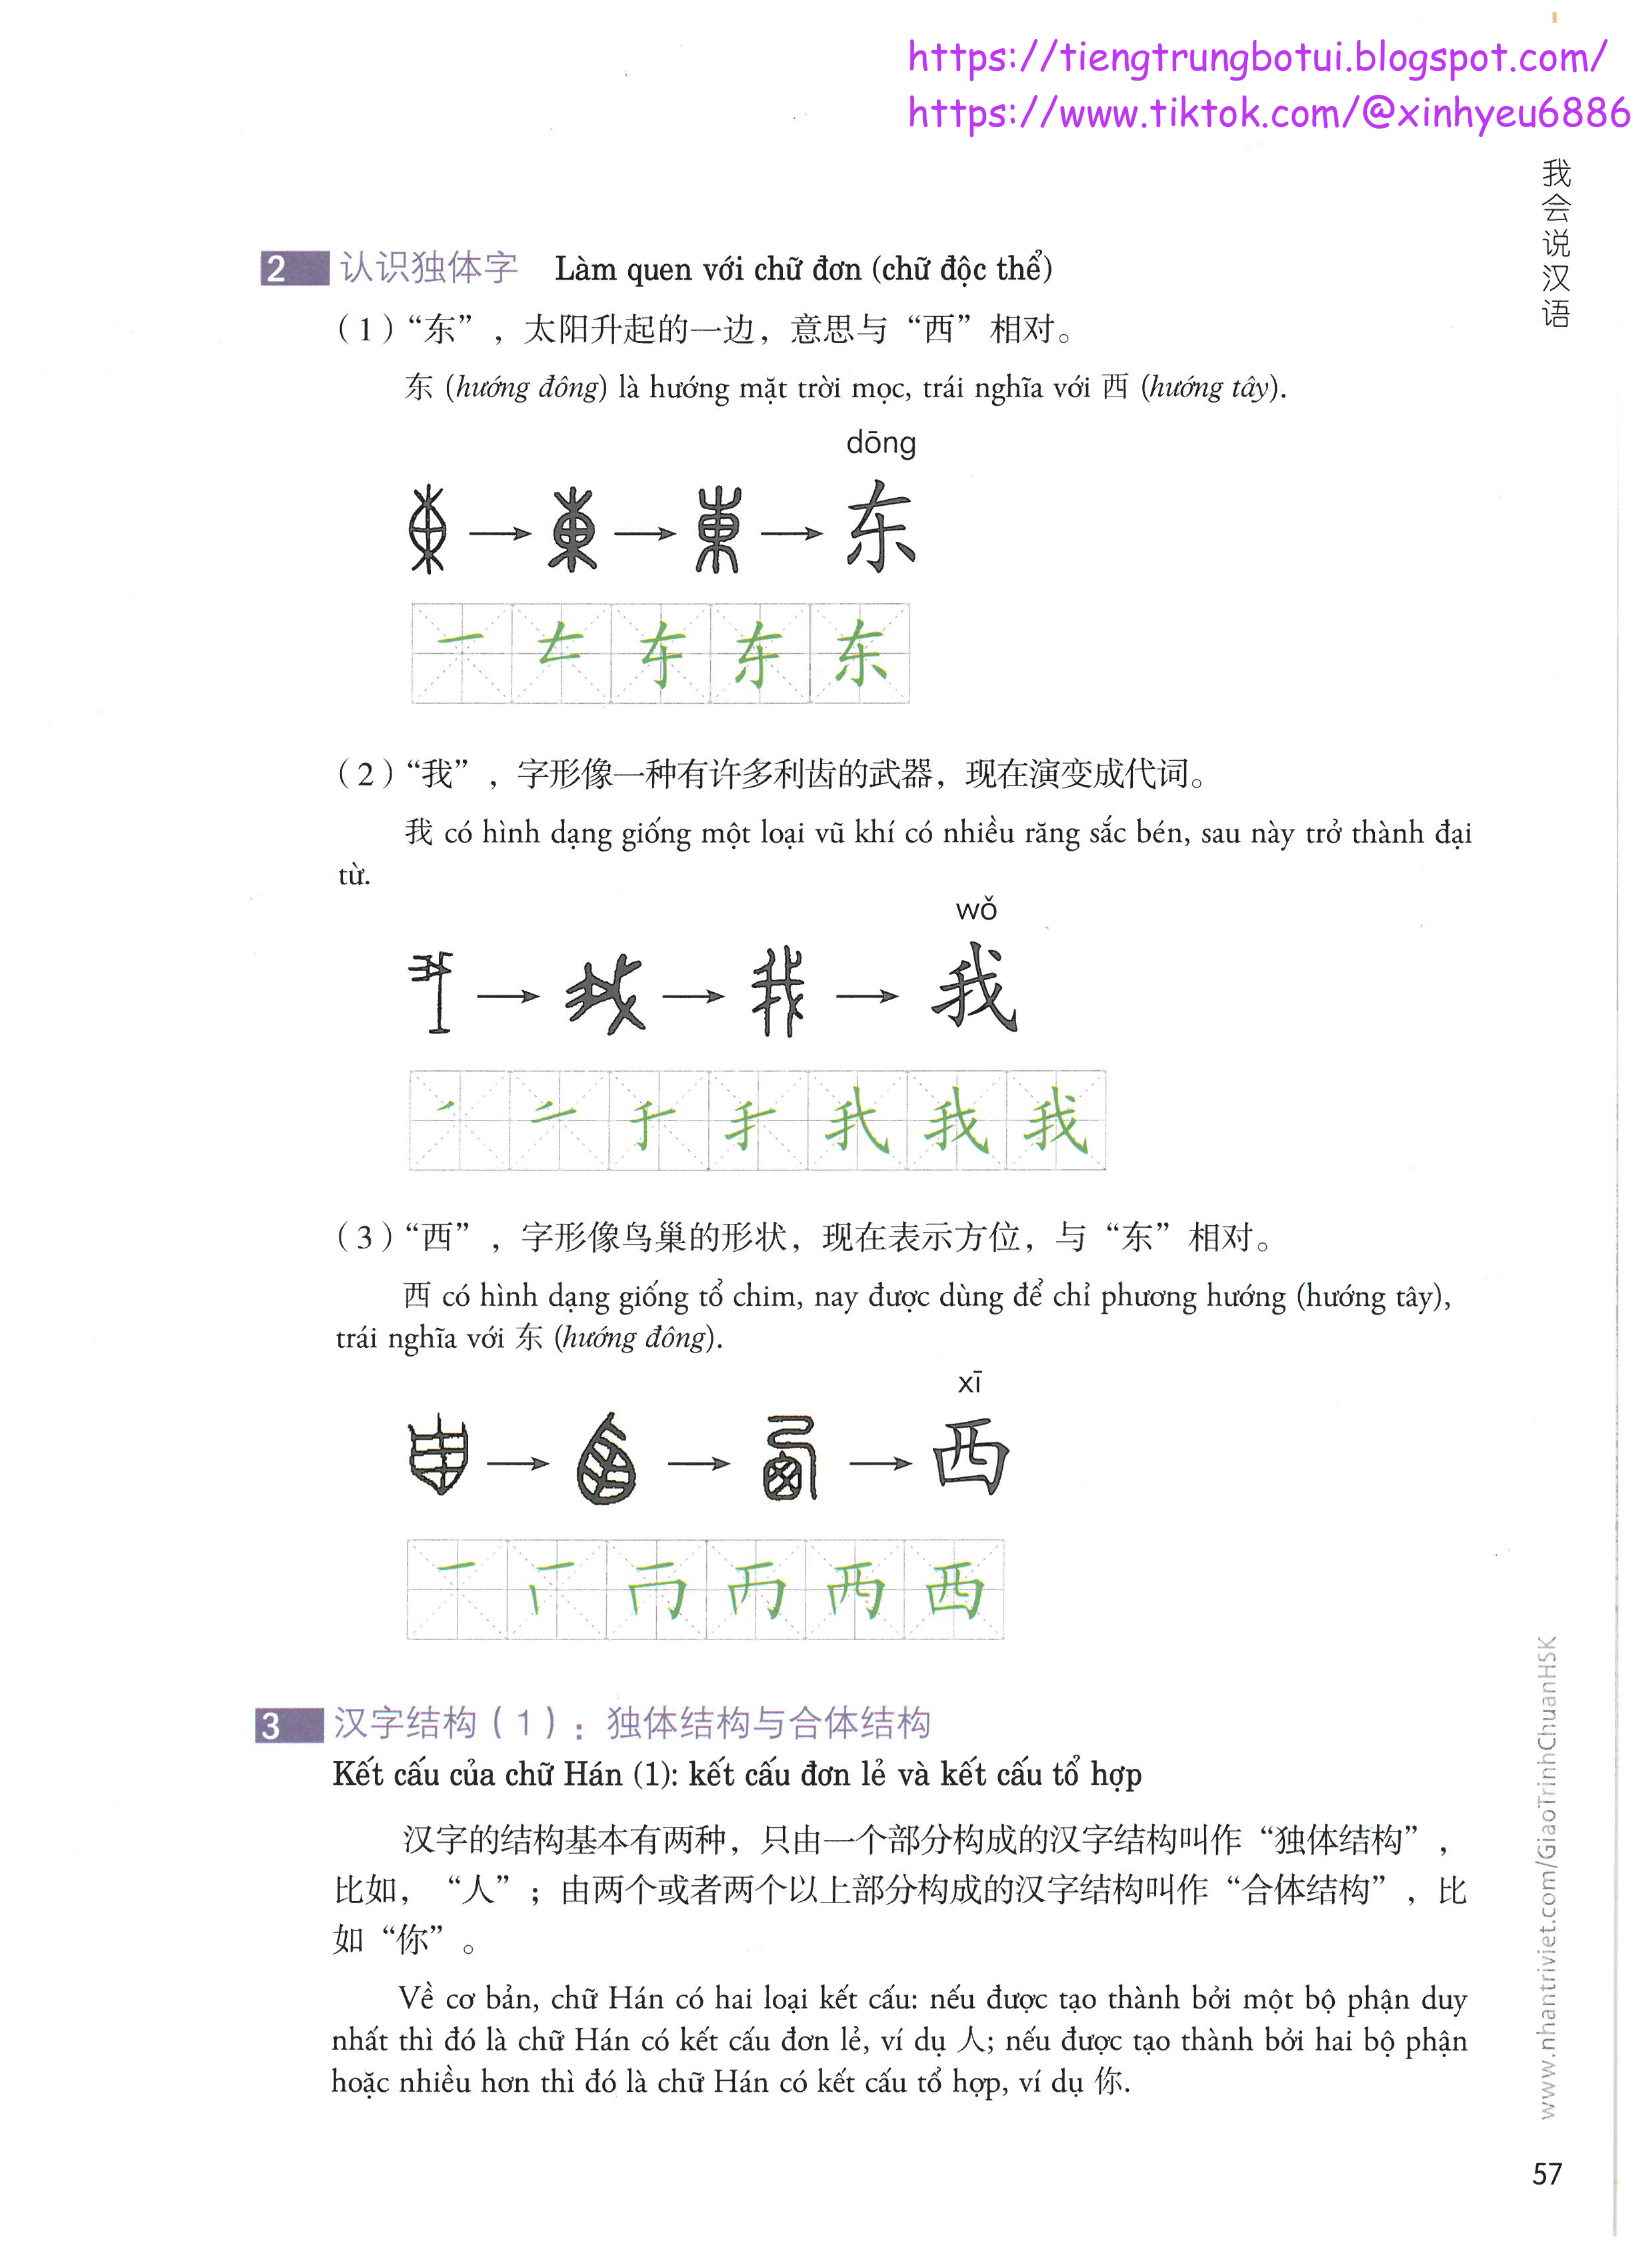 https://tiengtrungbotui.blogspot.com/
https://www.tiktok.com/@xinhyeu6886
我会说汉语
2 认识独体字 Làm quen với chữ đơn (chữ độc thể)
（1）“东”，太阳升起的一边，意思与“西”相对。
东 (hướng đông) là hướng mặt trời mọc, trái nghĩa với 西 (hướng tây).
dōng
東 → 東 → 東 → 东
一 𠂉 车 东 东
（2）“我”，字形像一种有许多利齿的武器，现在演变成代词。
我 có hình dạng giống một loại vũ khí có nhiều răng sắc bén, sau này trở thành đại
từ.
wǒ
→ → → 我
我 我
（3）“西”，字形像鸟巢的形状，现在表示方位，与“东”相对。
西 có hình dạng giống tổ chim, nay được dùng để chỉ phương hướng (hướng tây),
trái nghĩa với 东 (hướng đông).
xī
→ → → 西
一 西
3 汉字结构（1）：独体结构与合体结构
Kết cấu của chữ Hán (1): kết cấu đơn lẻ và kết cấu tổ hợp
汉字的结构基本有两种，只由一个部分构成的汉字结构叫作“独体结构”，
比如，“人”；由两个或者两个以上部分构成的汉字结构叫作“合体结构”，比
如“你”。
Về cơ bản, chữ Hán có hai loại kết cấu: nếu được tạo thành bởi một bộ phận duy
nhất thì đó là chữ Hán có kết cấu đơn lẻ, ví dụ 人; nếu được tạo thành bởi hai bộ phận
hoặc nhiều hơn thì đó là chữ Hán có kết cấu tổ hợp, ví dụ 你.
www.nhantriviet.com/GiaoTrinhChuanHSK
57